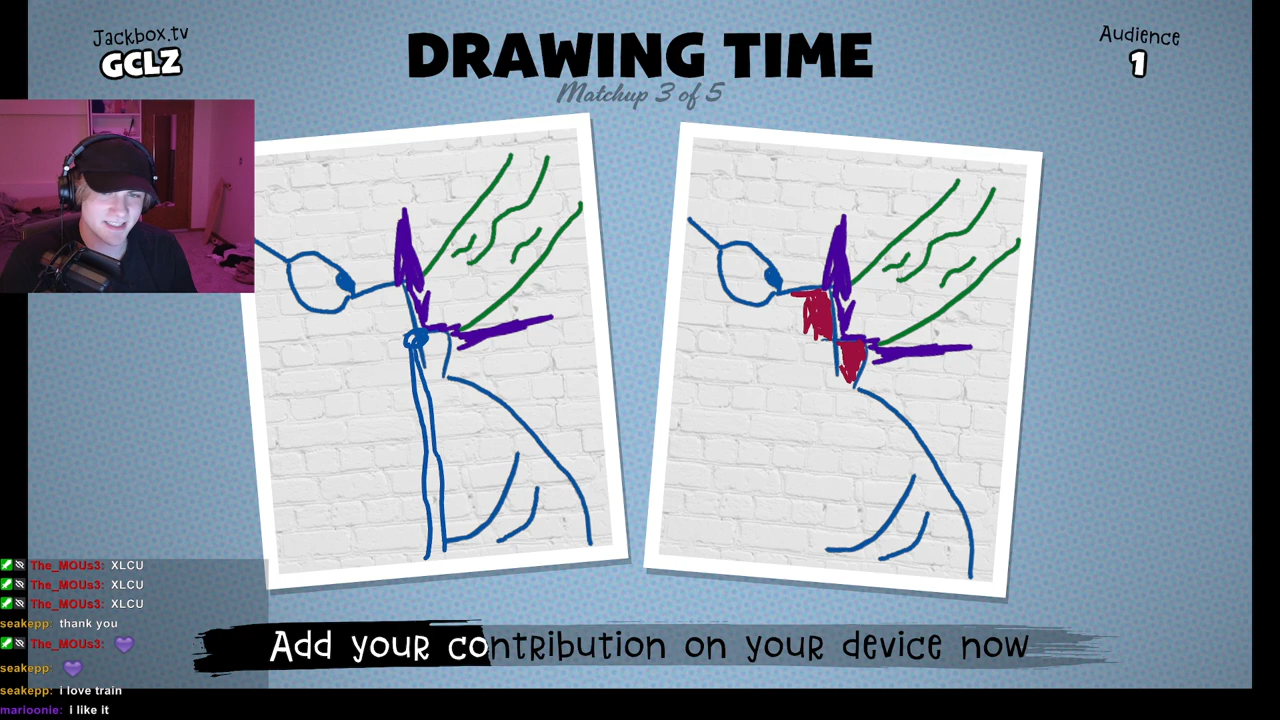 Jackbox.tv
GCLZ
DRAWING TIME
Matchup 3 of 5
Audience
1
The_MOUs3: XLCU
The_MOUs3: XLCU
The_MOUs3: XLCU
seakepp: thank you
The_MOUs3: 💜
seakepp: 💜
seakepp: i love train
marioonie: i like it
Add your contribution on your device now